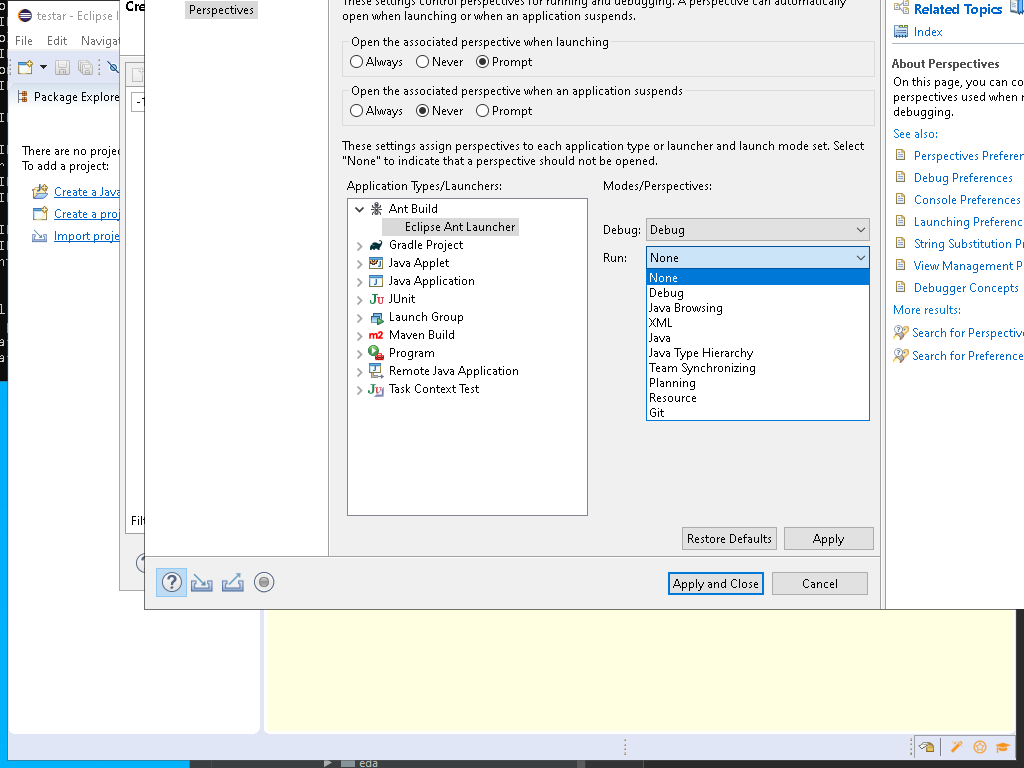 testar - Eclipse
File Edit Navigat
Package Explore
There are no proje
To add a project:
Create a Java
Create a proj
Import proje
Cre
Filt
Perspectives
These settings control perspectives for running and debugging. A perspective can automatically
open when launching or when an application suspends.
Open the associated perspective when launching
Always Never Prompt
Open the associated perspective when an application suspends
Always Never Prompt
These settings assign perspectives to each application type or launcher and launch mode set. Select
"None" to indicate that a perspective should not be opened.
Application Types/Launchers:
Ant Build
Eclipse Ant Launcher
Gradle Project
Java Applet
Java Application
JUnit
Launch Group
Maven Build
Program
Remote Java Application
Task Context Test
Modes/Perspectives:
Debug: Debug
Run: None
None
Debug
Java Browsing
XML
Java
Java Type Hierarchy
Team Synchronizing
Planning
Resource
Git
Restore Defaults Apply
Apply and Close Cancel
Related Topics
Index
About Perspectives
On this page, you can co
perspectives used when r
debugging.
See also:
Perspectives Preferen
Debug Preferences
Console Preferences
Launching Preferenc
String Substitution P
View Management P
Debugger Concepts
More results:
Search for Perspective
Search for Preference
eda